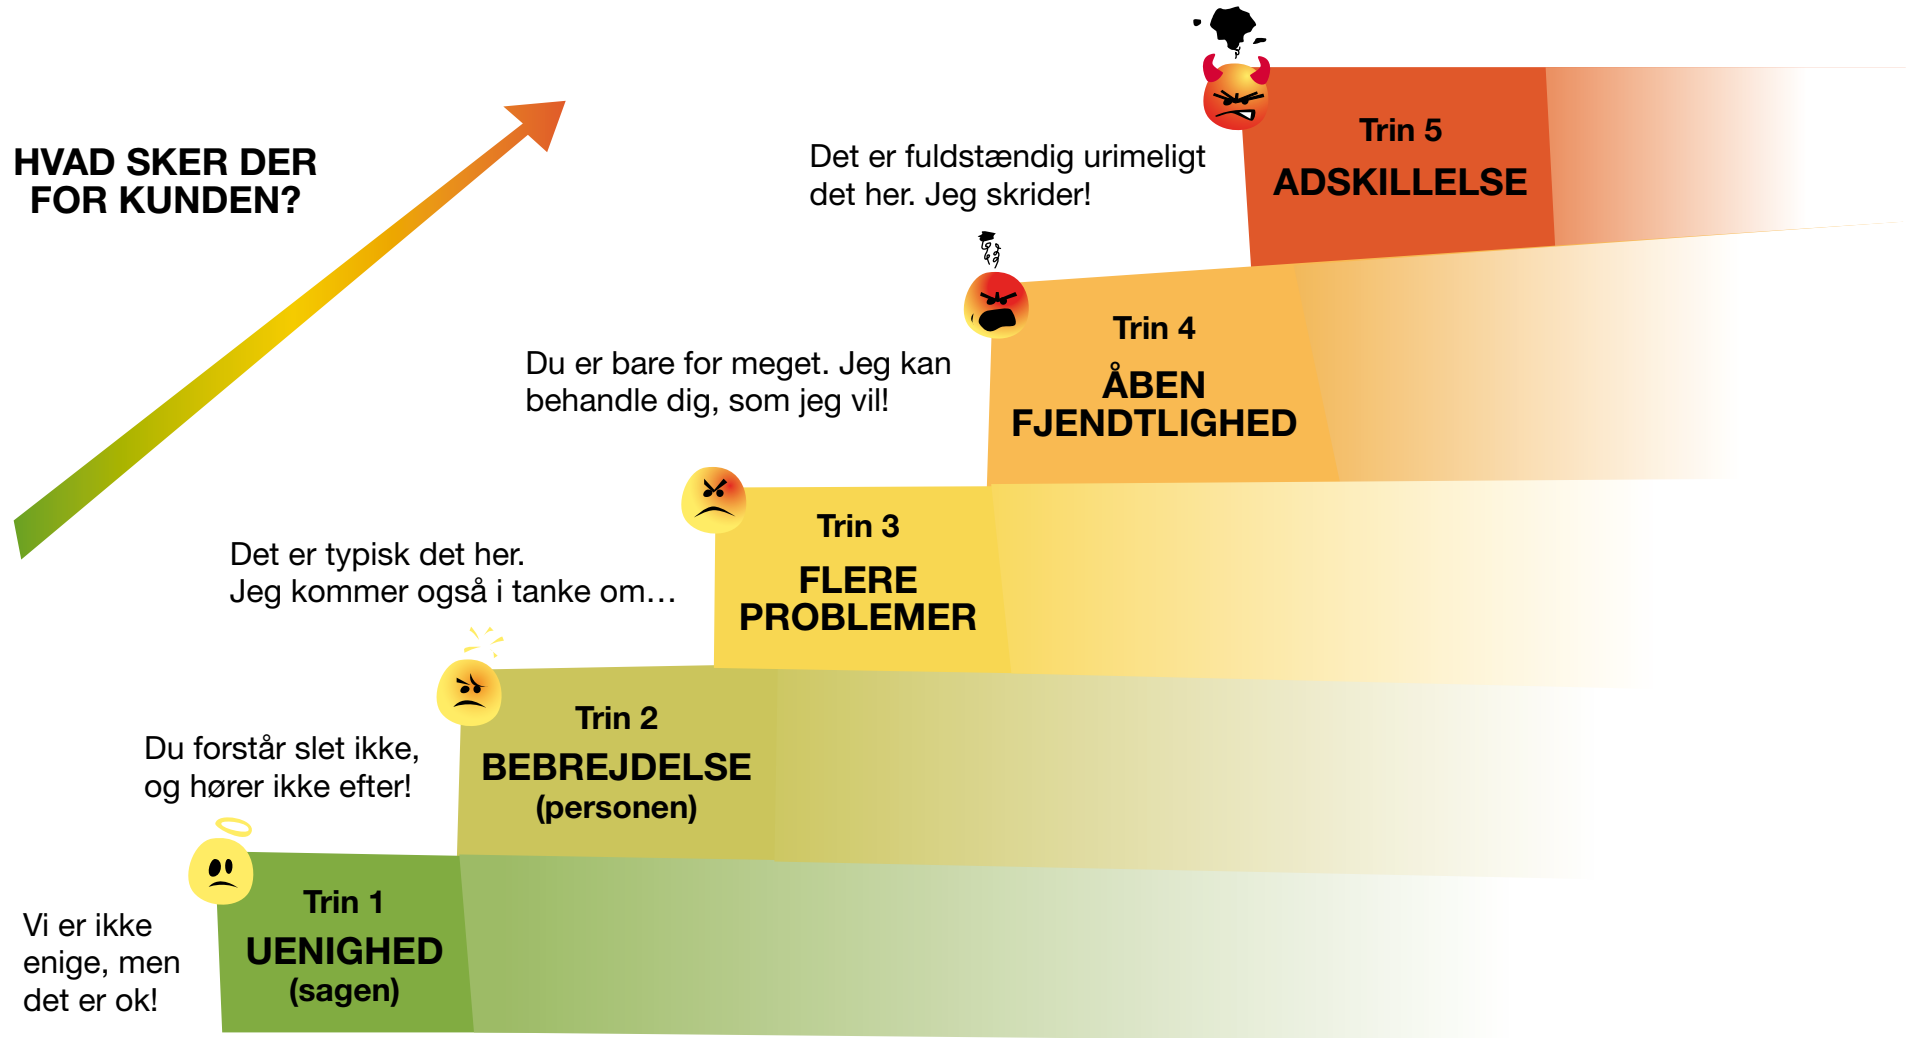 HVAD SKER DER
FOR KUNDEN?
Trin 5
ADSKILLELSE
Det er fuldstændig urimeligt
det her. Jeg skrider!
Trin 4
ÅBEN
FJENDTLIGHED
Du er bare for meget. Jeg kan
behandle dig, som jeg vil!
Trin 3
FLERE
PROBLEMER
Det er typisk det her.
Jeg kommer også i tanke om…
Trin 2
BEBREJDELSE
(personen)
Du forstår slet ikke,
og hører ikke efter!
Trin 1
UENIGHED
(sagen)
Vi er ikke
enige, men
det er ok!